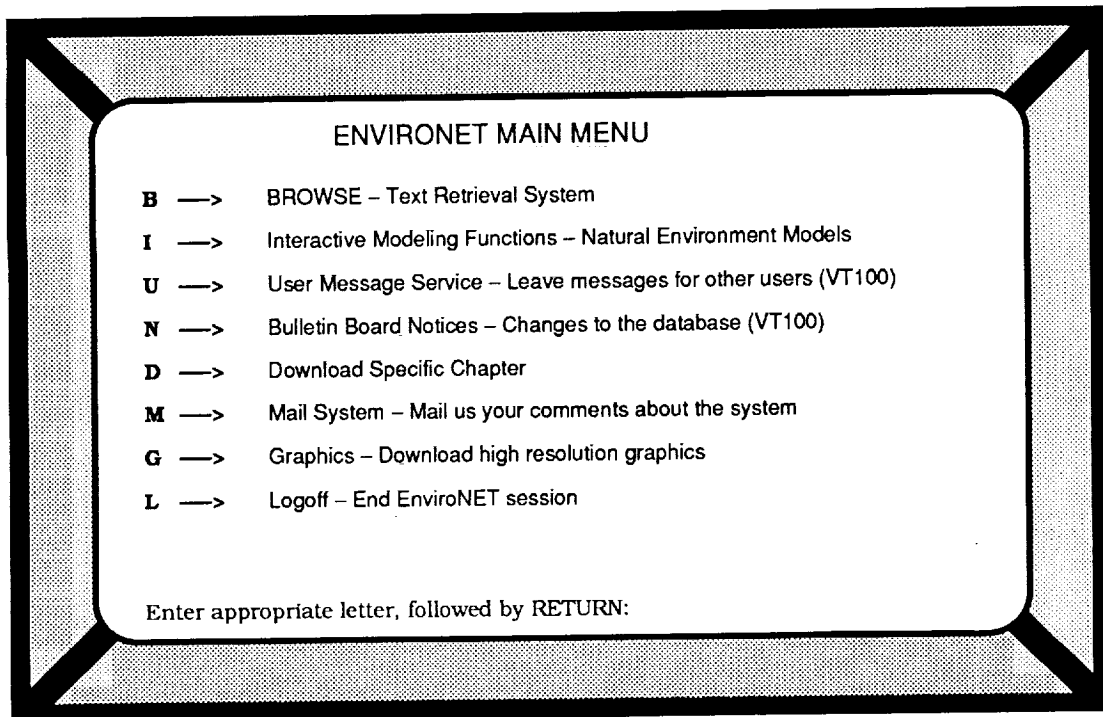 ENVIRONET MAIN MENU
B —> BROWSE – Text Retrieval System
I —> Interactive Modeling Functions – Natural Environment Models
U —> User Message Service – Leave messages for other users (VT100)
N —> Bulletin Board Notices – Changes to the database (VT100)
D —> Download Specific Chapter
M —> Mail System – Mail us your comments about the system
G —> Graphics – Download high resolution graphics
L —> Logoff – End EnviroNET session
Enter appropriate letter, followed by RETURN: